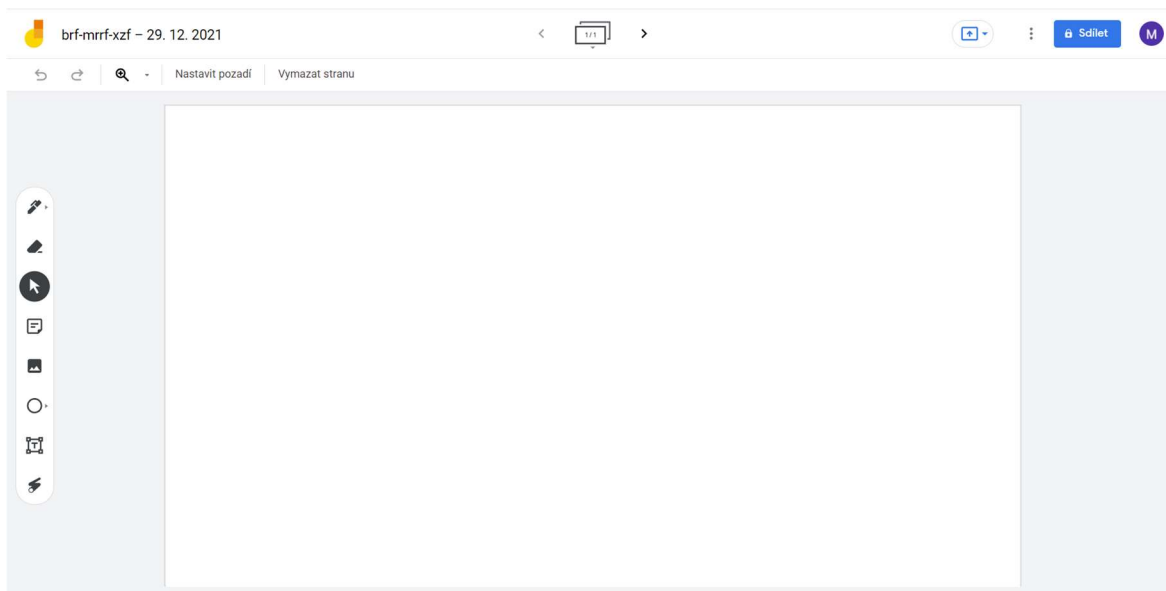 brf-mrrf-xzf – 29. 12. 2021
1/1
Sdílet
M
Nastavit pozadí
Vymazat stranu
T